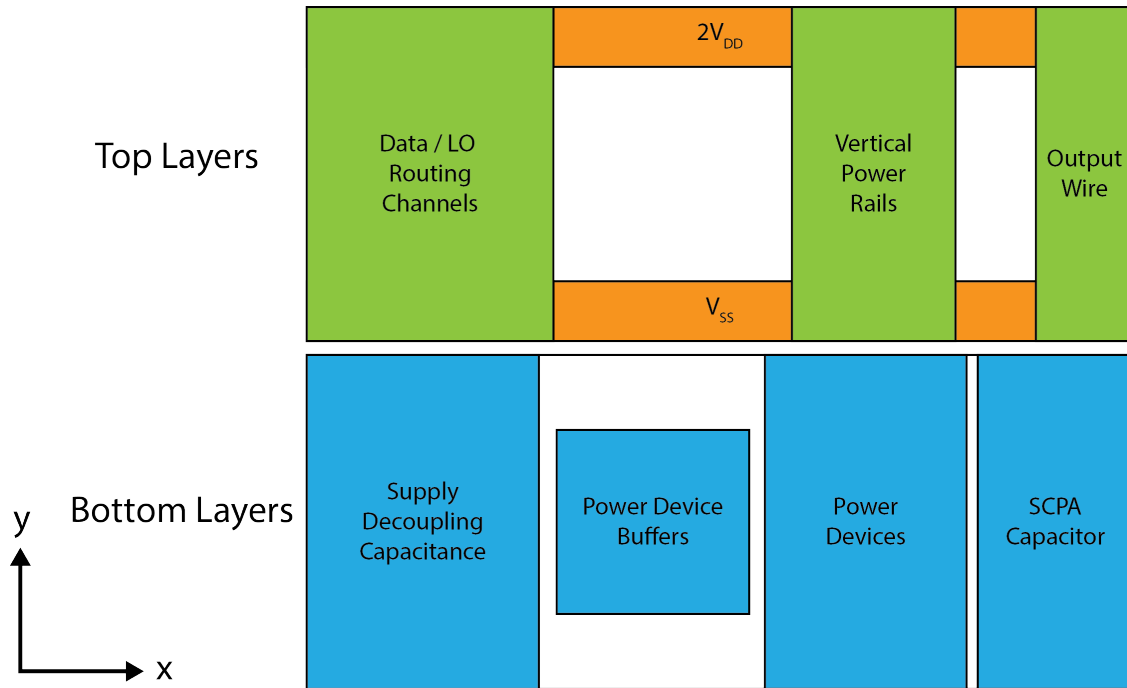 2VDD
Top Layers
Data / LO
Routing
Channels
Vertical
Power
Rails
Output
Wire
VSS
Bottom Layers
Supply
Decoupling
Capacitance
Power Device
Buffers
Power
Devices
SCPA
Capacitor
y
x